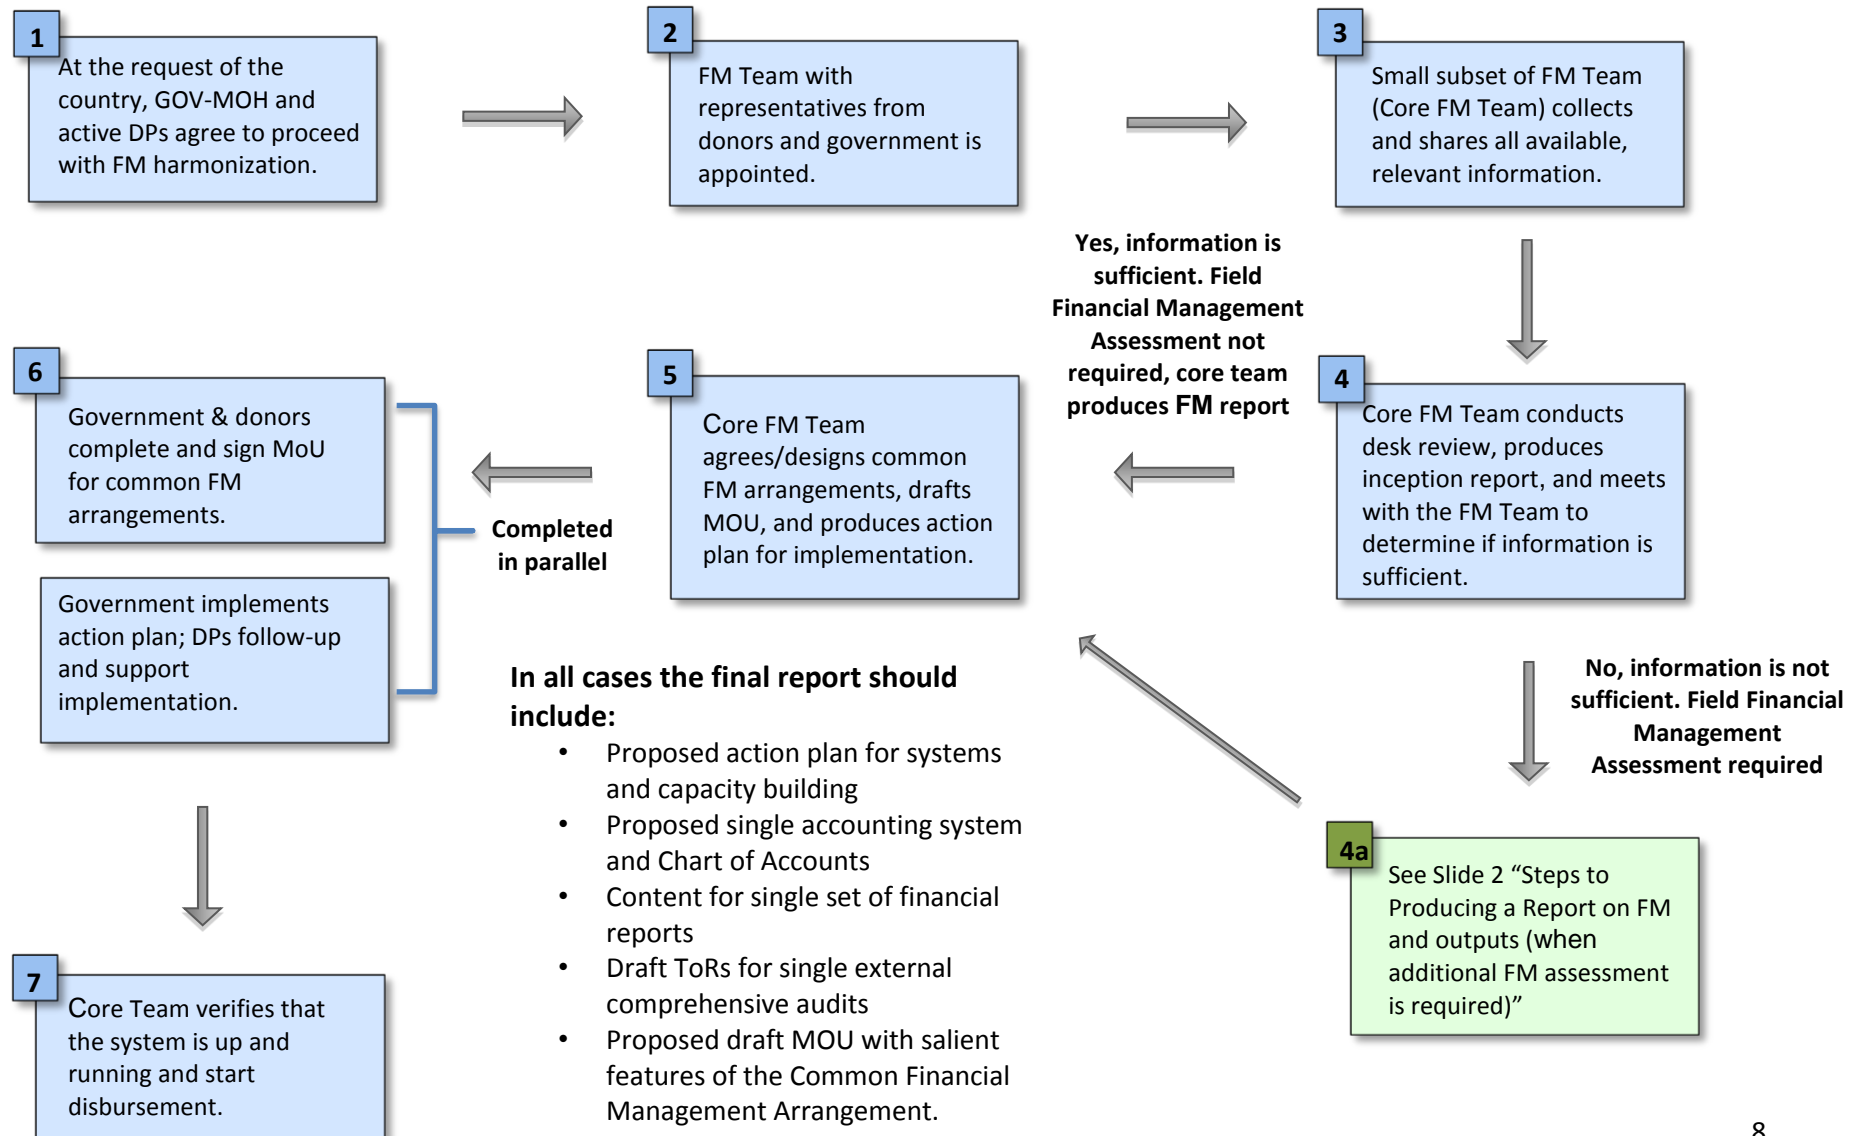 1
At the request of the
country, GOV-MOH and
active DPs agree to proceed
with FM harmonization.
2
FM Team with
representatives from
donors and government is
appointed.
3
Small subset of FM Team
(Core FM Team) collects
and shares all available,
relevant information.
Yes, information is
sufficient. Field
Financial Management
Assessment not
required, core team
produces FM report
4
Core FM Team conducts
desk review, produces
inception report, and meets
with the FM Team to
determine if information is
sufficient.
5
Core FM Team
agrees/designs common
FM arrangements, drafts
MOU, and produces action
plan for implementation.
6
Government & donors
complete and sign MoU
for common FM
arrangements.
Completed
in parallel
Government implements
action plan; DPs follow-up
and support
implementation.
No, information is not
sufficient. Field Financial
Management
Assessment required
4a
See Slide 2 “Steps to
Producing a Report on FM
and outputs (when
additional FM assessment
is required)”
In all cases the final report should
include:
• Proposed action plan for systems
and capacity building
• Proposed single accounting system
and Chart of Accounts
• Content for single set of financial
reports
• Draft ToRs for single external
comprehensive audits
• Proposed draft MOU with salient
features of the Common Financial
Management Arrangement.
7
Core Team verifies that
the system is up and
running and start
disbursement.
8